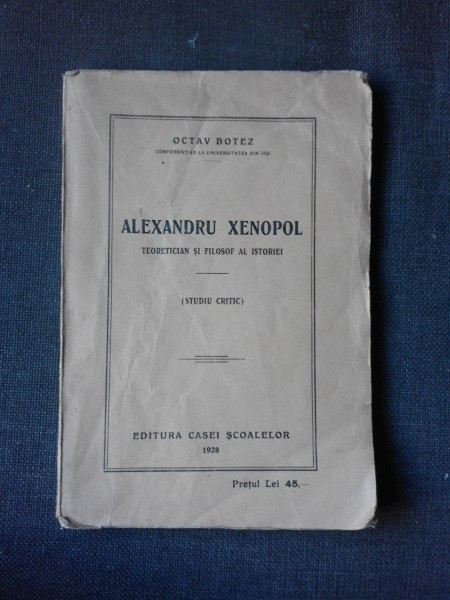 OCTAV BOTEZ
CONFERENȚIAR LA UNIVERSITATEA DIN IAȘI
ALEXANDRU XENOPOL
TEORETICIAN ȘI FILOSOF AL ISTORIEI
(STUDIU CRITIC)
EDITURA CASEI ȘCOALELOR
1928
Prețul Lei 45.—